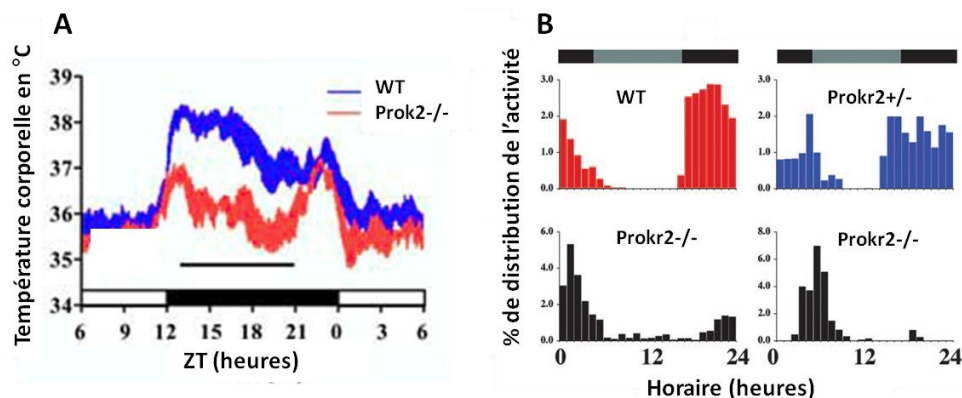 A
Température corporelle en °C
39
38
37
36
35
34
WT
Prok2-/-
6 9 12 15 18 21 0 3 6
ZT (heures)
B
% de distribution de l'activité
WT
3.0
2.0
1.0
0.0
Prokr2+/-
3.0
2.0
1.0
0.0
Prokr2-/-
6.0
4.0
2.0
0.0
0 12 24
Prokr2-/-
8.0
6.0
4.0
2.0
0.0
0 12 24
Horaire (heures)